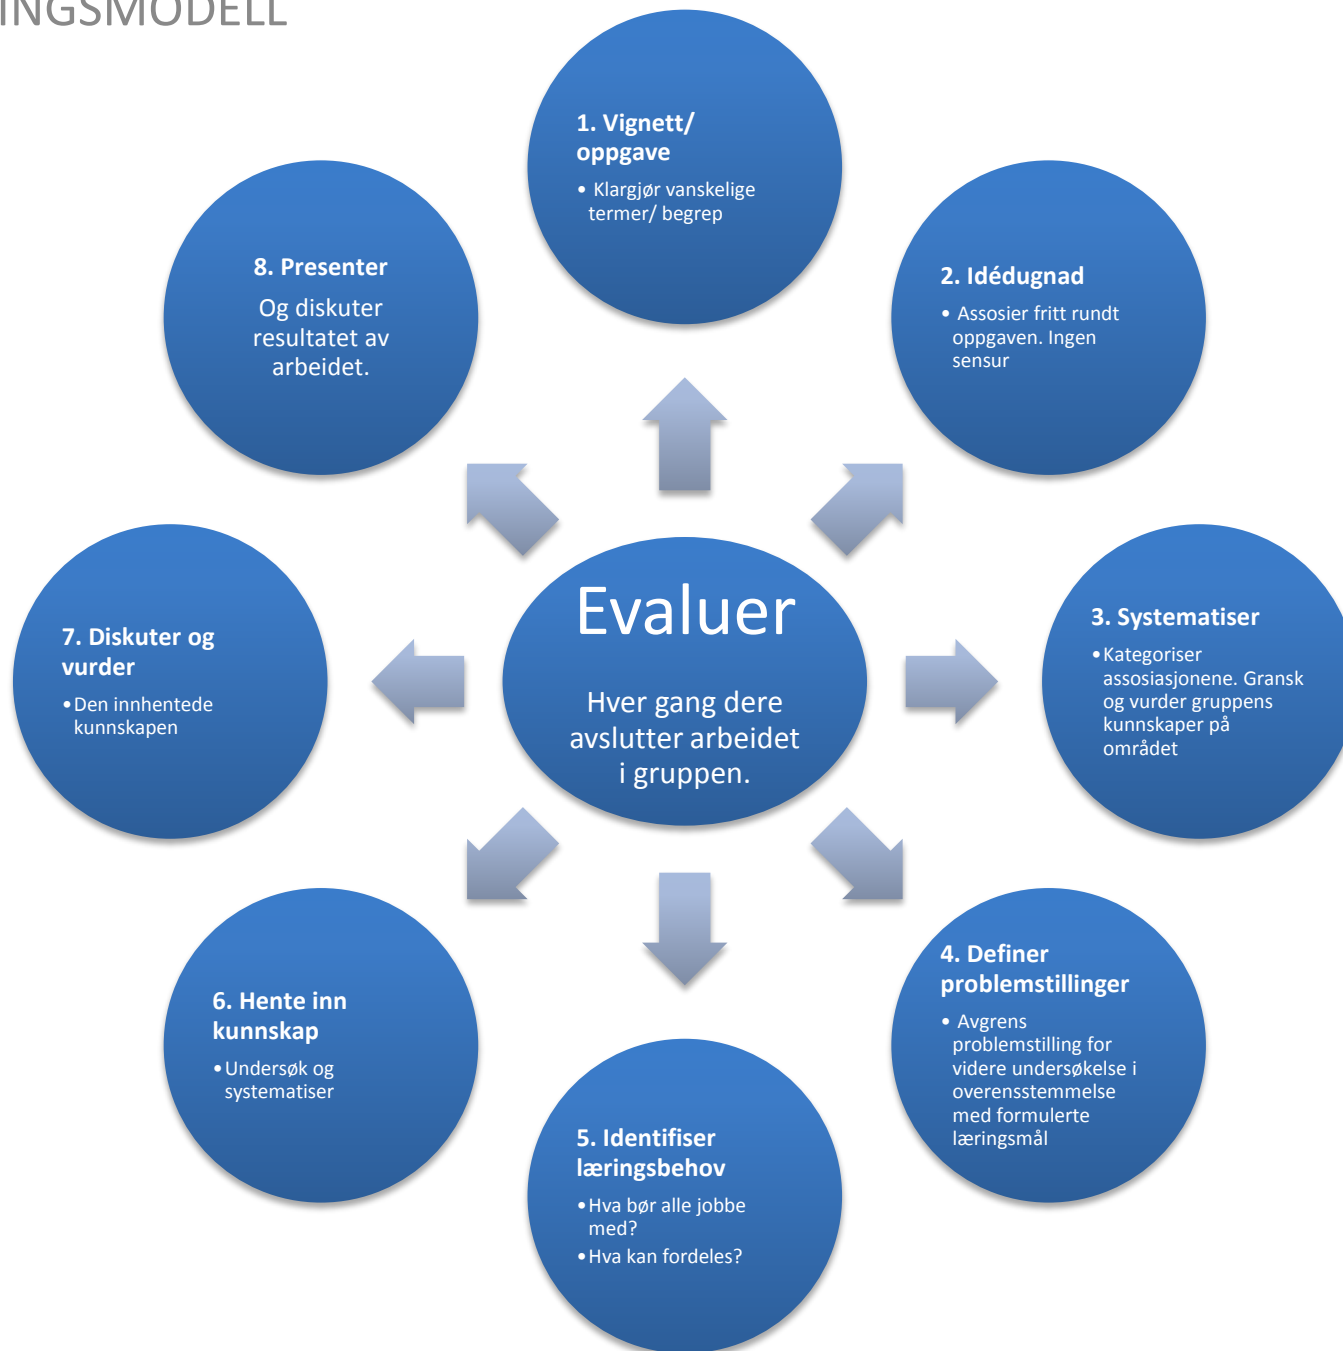 INGSMODELL
1. Vignett/
oppgave
• Klargjør vanskelige
termer/ begrep
2. Idédugnad
• Assosier fritt rundt
oppgaven. Ingen
sensur
3. Systematiser
• Kategoriser
assosiasjonene. Gransk
og vurder gruppens
kunnskaper på
området
4. Definer
problemstillinger
• Avgrens
problemstilling for
videre undersøkelse i
overensstemmelse
med formulerte
læringsmål
5. Identifiser
læringsbehov
• Hva bør alle jobbe
med?
• Hva kan fordeles?
6. Hente inn
kunnskap
• Undersøk og
systematiser
7. Diskuter og
vurder
• Den innhentede
kunnskapen
8. Presenter
Og diskuter
resultatet av
arbeidet.
Evaluer
Hver gang dere
avslutter arbeidet
i gruppen.